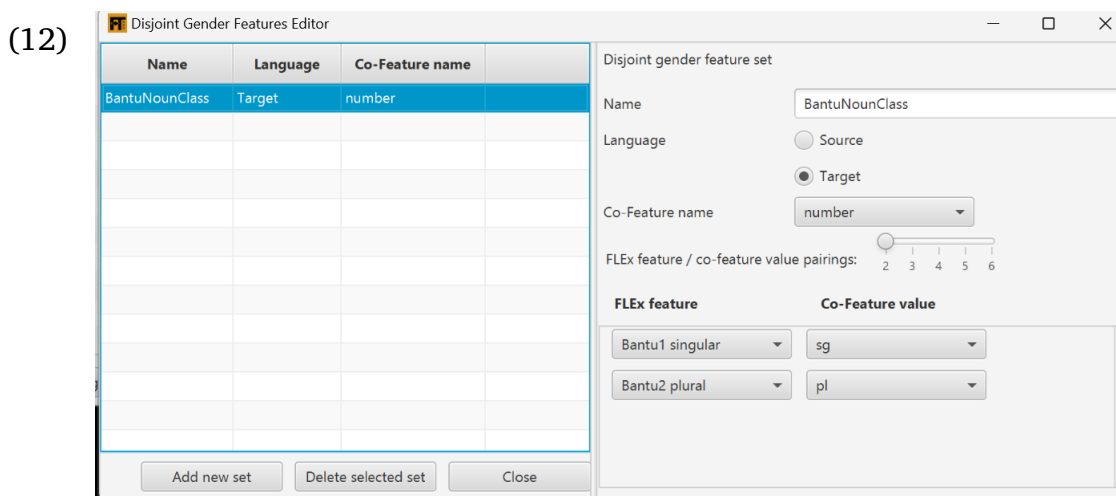 (12)
Disjoint Gender Features Editor
Name Language Co-Feature name
BantuNounClass Target number
Add new set Delete selected set Close
Disjoint gender feature set
Name BantuNounClass
Language Source
Target
Co-Feature name number
FLEx feature / co-feature value pairings:
2 3 4 5 6
FLEx feature Co-Feature value
Bantu1 singular sg
Bantu2 plural pl